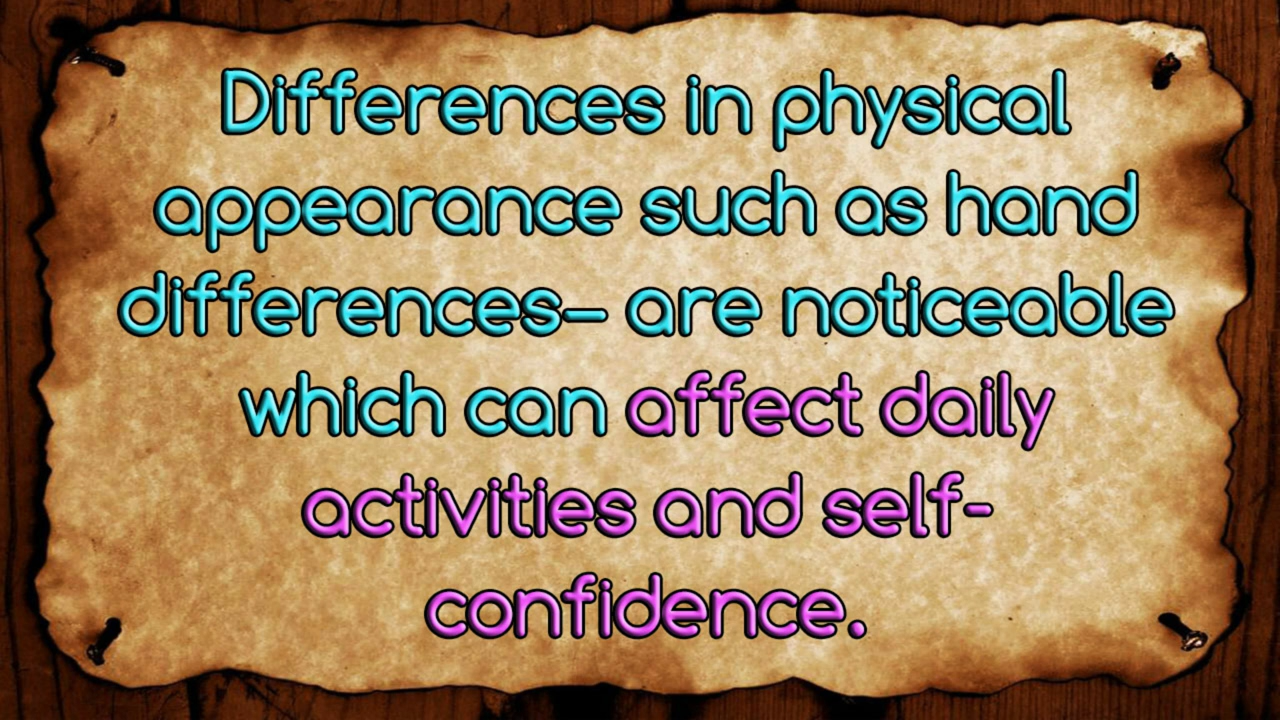 Differences in physical
appearance such as hand
differences– are noticeable
which can affect daily
activities and self-
confidence.